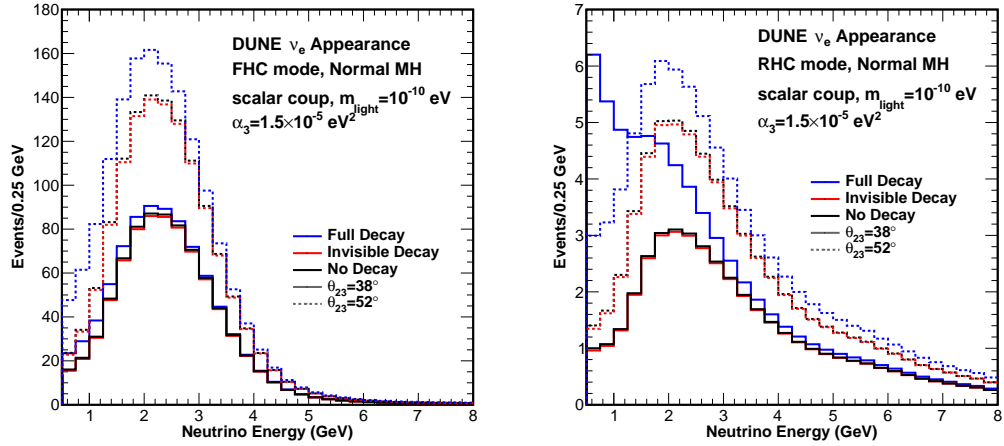 DUNE νe Appearance
FHC mode, Normal MH
scalar coup, mlight=10-10 eV
α3=1.5×10-5 eV2
Full Decay
Invisible Decay
No Decay
θ23=38°
θ23=52°
Events/0.25 GeV
0
20
40
60
80
100
120
140
160
180
1 2 3 4 5 6 7 8
Neutrino Energy (GeV)
DUNE νe Appearance
RHC mode, Normal MH
scalar coup, mlight=10-10 eV
α3=1.5×10-5 eV2
Full Decay
Invisible Decay
No Decay
θ23=38°
θ23=52°
Events/0.25 GeV
0
1
2
3
4
5
6
7
1 2 3 4 5 6 7 8
Neutrino Energy (GeV)